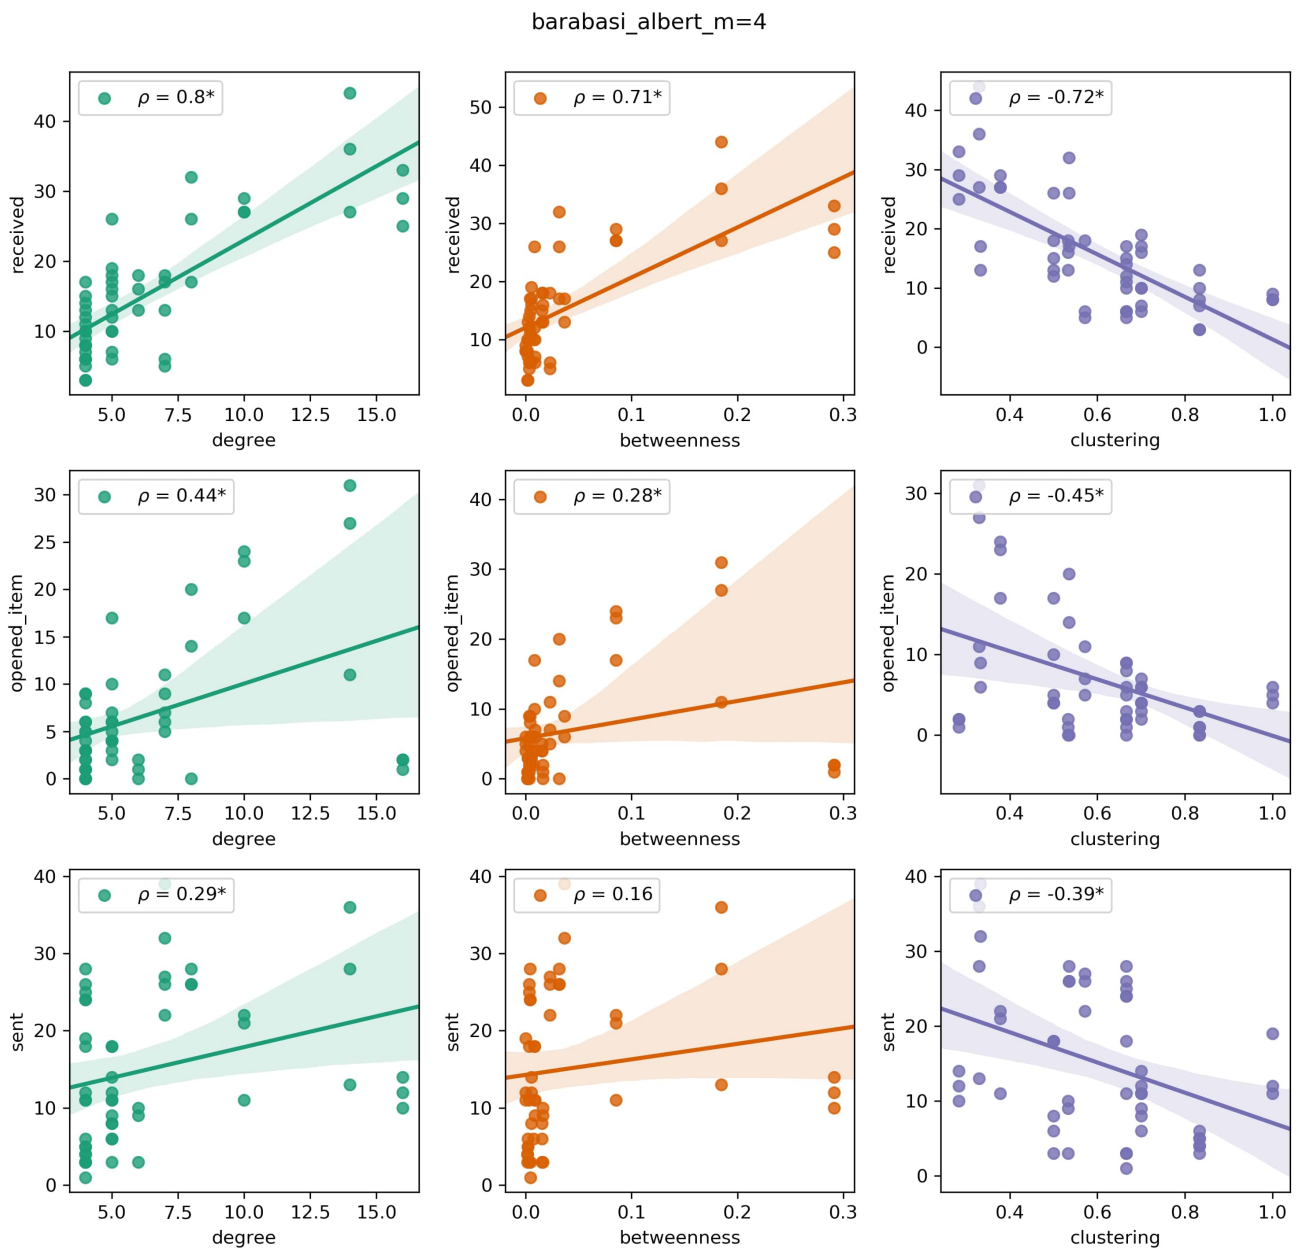 barabasi_albert_m=4
ρ = 0.8*
40
30
20
10
received
5.0 7.5 10.0 12.5 15.0
degree
ρ = 0.71*
50
40
30
20
10
received
0.0 0.1 0.2 0.3
betweenness
ρ = -0.72*
40
30
20
10
0
received
0.4 0.6 0.8 1.0
clustering
ρ = 0.44*
30
25
20
15
10
5
0
opened_item
5.0 7.5 10.0 12.5 15.0
degree
ρ = 0.28*
40
30
20
10
0
opened_item
0.0 0.1 0.2 0.3
betweenness
ρ = -0.45*
30
20
10
0
opened_item
0.4 0.6 0.8 1.0
clustering
ρ = 0.29*
40
30
20
10
0
sent
5.0 7.5 10.0 12.5 15.0
degree
ρ = 0.16
40
30
20
10
0
sent
0.0 0.1 0.2 0.3
betweenness
ρ = -0.39*
40
30
20
10
0
sent
0.4 0.6 0.8 1.0
clustering